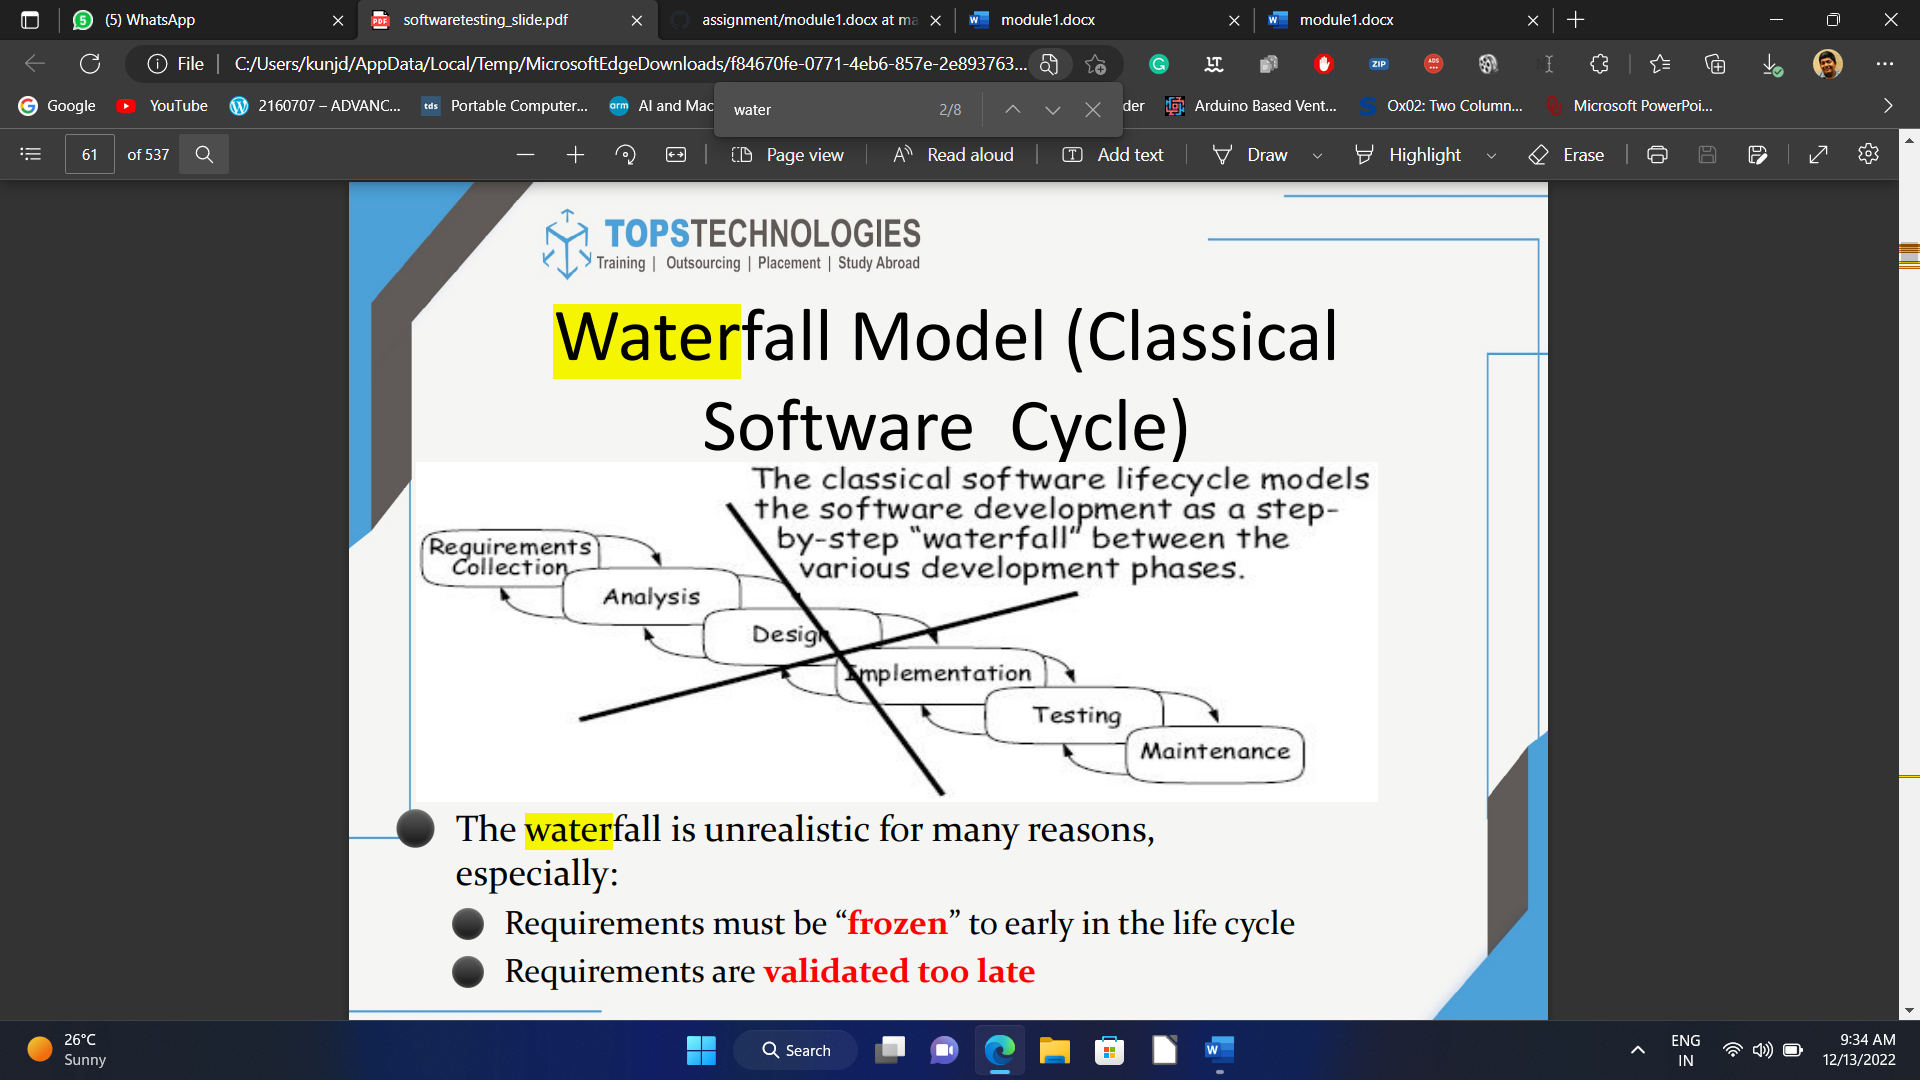 (5) WhatsApp
softwaretesting_slide.pdf
assignment/module1.docx at ma
module1.docx
module1.docx
File
C:/Users/kunjd/AppData/Local/Temp/MicrosoftEdgeDownloads/f84670fe-0771-4eb6-857e-2e893763...
ZIP
ADS
Google
YouTube
2160707 – ADVANC...
tds
Portable Computer...
arm
AI and Mac
der
Arduino Based Vent...
Ox02: Two Column...
Microsoft PowerPoi...
water
2/8
61
of 537
Page view
Read aloud
Add text
Draw
Highlight
Erase
TOPSTECHNOLOGIES
Training | Outsourcing | Placement | Study Abroad
Waterfall Model (Classical
Software Cycle)
The classical software lifecycle models
the software development as a step-
by-step “waterfall” between the
various development phases.
Requirements
Collection
Analysis
Design
Implementation
Testing
Maintenance
The waterfall is unrealistic for many reasons,
especially:
Requirements must be “frozen” to early in the life cycle
Requirements are validated too late
26°C
Sunny
Search
ENG
IN
9:34 AM
12/13/2022